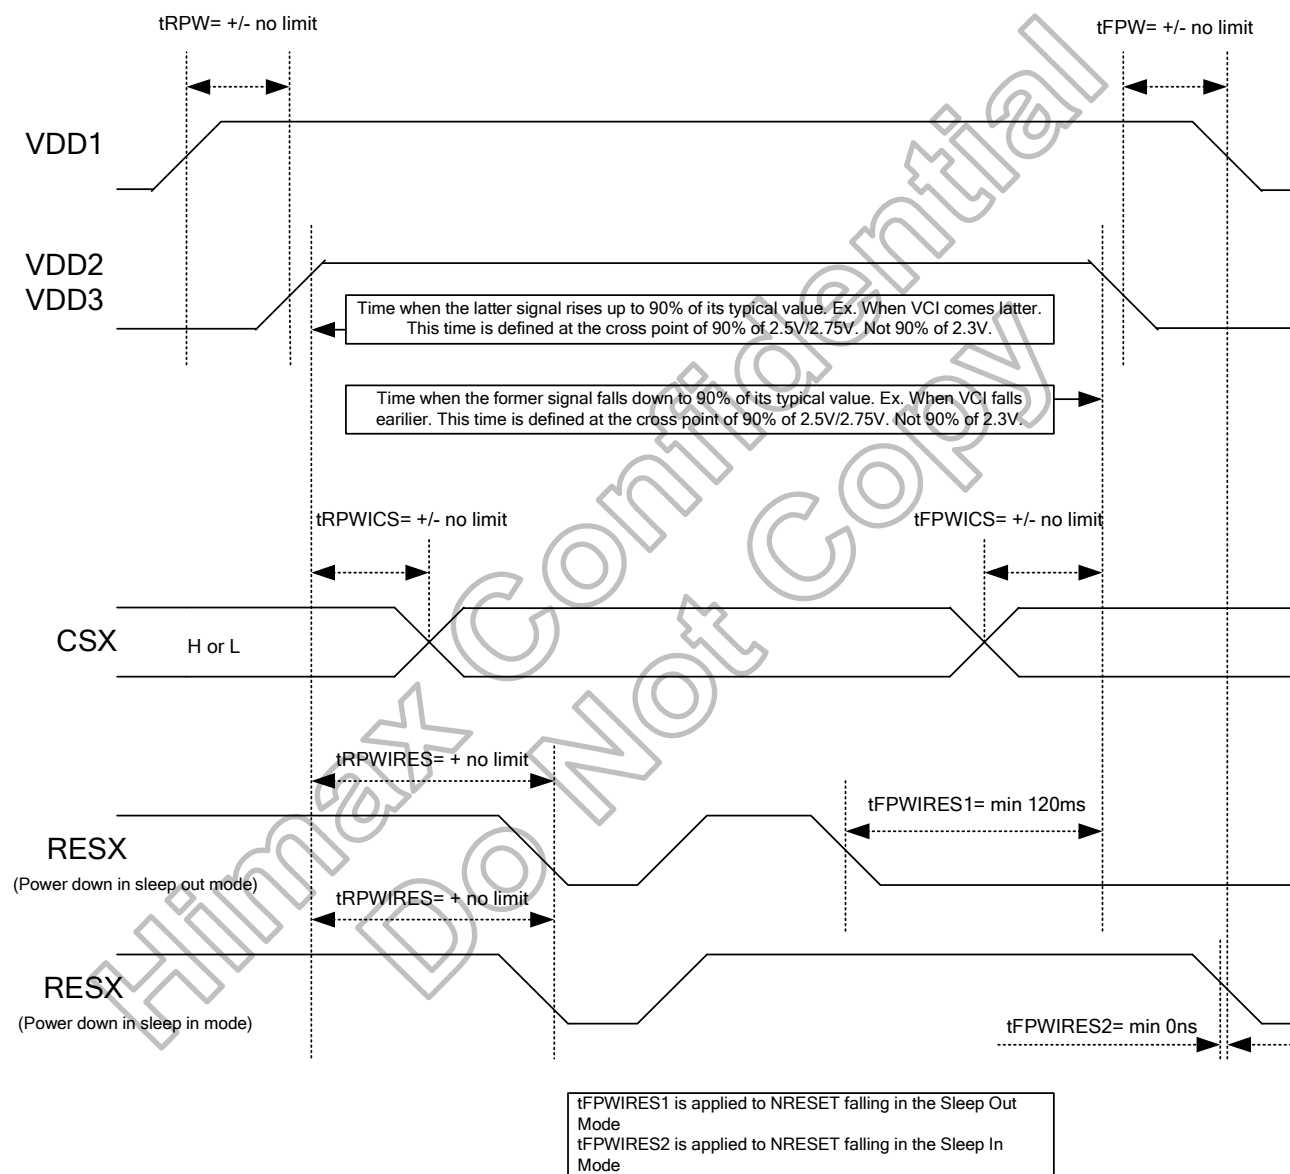 tRPW= +/- no limit
tFPW= +/- no limit
VDD1
VDD2
VDD3
Time when the latter signal rises up to 90% of its typical value. Ex. When VCI comes latter.
This time is defined at the cross point of 90% of 2.5V/2.75V. Not 90% of 2.3V.
Time when the former signal falls down to 90% of its typical value. Ex. When VCI falls
earilier. This time is defined at the cross point of 90% of 2.5V/2.75V. Not 90% of 2.3V.
tRPWICS= +/- no limit
tFPWICS= +/- no limit
CSX
H or L
tRPWIRES= + no limit
tFPWIRES1= min 120ms
RESX
(Power down in sleep out mode)
tRPWIRES= + no limit
RESX
(Power down in sleep in mode)
tFPWIRES2= min 0ns
tFPWIRES1 is applied to NRESET falling in the Sleep Out
Mode
tFPWIRES2 is applied to NRESET falling in the Sleep In
Mode
Himax Confidential
Do Not Copy